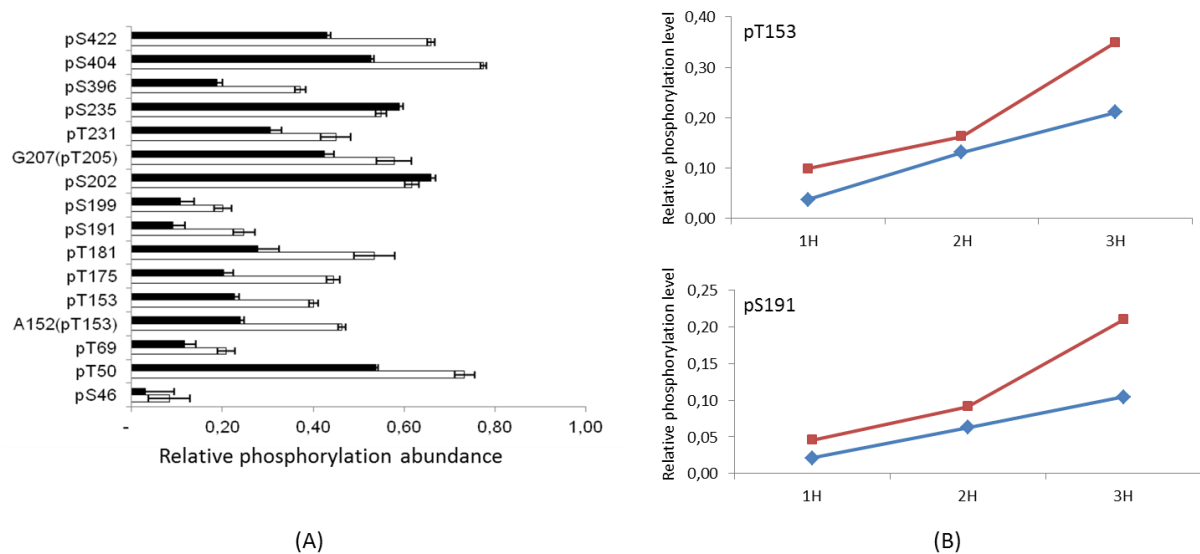 pS422
pS404
pS396
pS235
pT231
G207(pT205)
pS202
pS199
pS191
pT181
pT175
pT153
A152(pT153)
pT69
pT50
pS46
- 0,20 0,40 0,60 0,80 1,00
Relative phosphorylation abundance
(A)
pT153
Relative phosphorylation level
0,40
0,30
0,20
0,10
0,00
1H 2H 3H
pS191
Relative phosphorylation level
0,25
0,20
0,15
0,10
0,05
0,00
1H 2H 3H
(B)